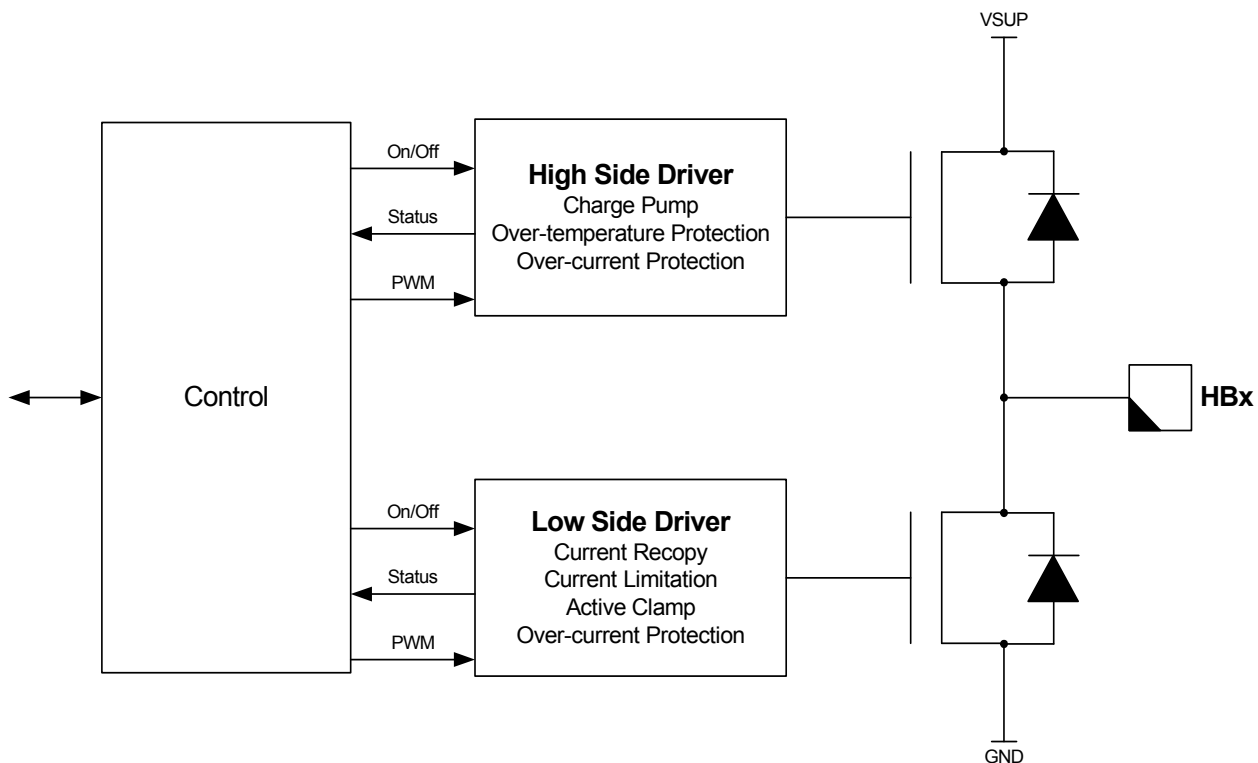 VSUP
On/Off
Status
PWM
High Side Driver
Charge Pump
Over-temperature Protection
Over-current Protection
Control
HBx
On/Off
Status
PWM
Low Side Driver
Current Recopy
Current Limitation
Active Clamp
Over-current Protection
GND